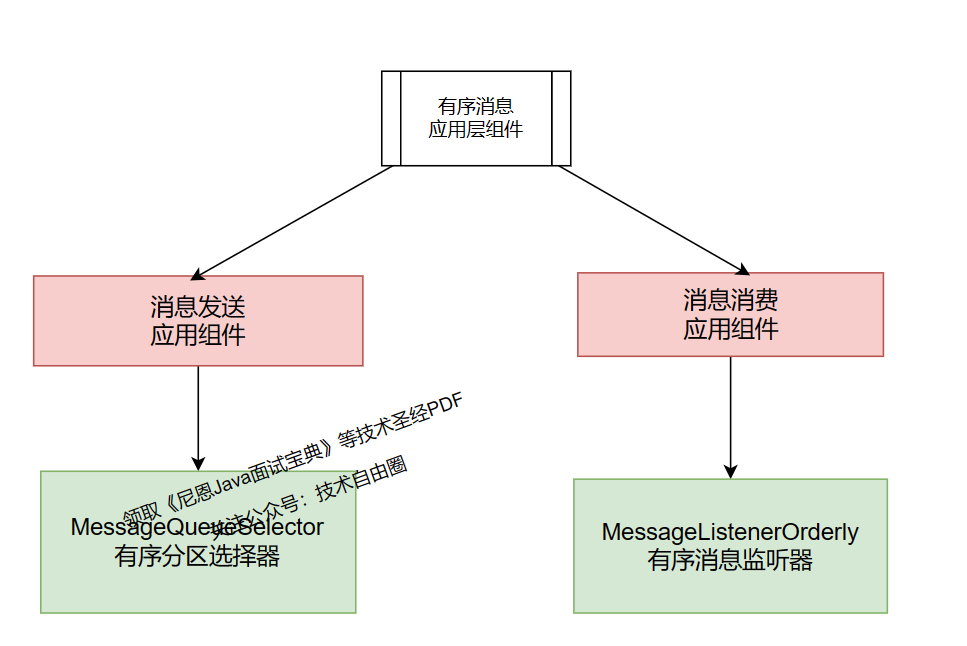 有序消息
应用层组件
消息发送
应用组件
消息消费
应用组件
领取《尼恩Java面试宝典》等技术圣经PDF
关注公众号：技术自由圈
MessageQueueSelector
有序分区选择器
MessageListenerOrderly
有序消息监听器